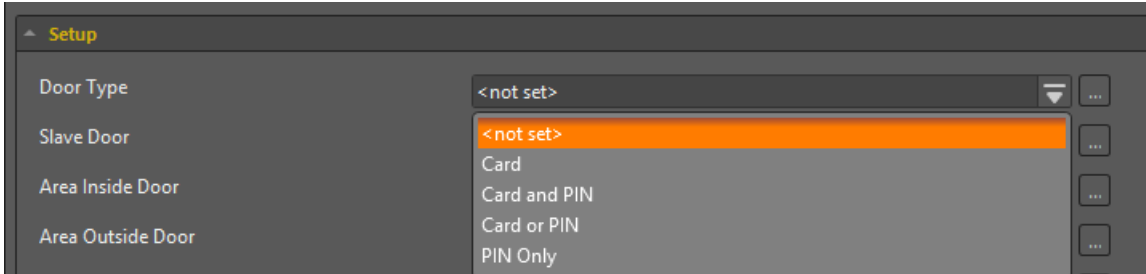 Setup
Door Type
<not set>
...
Slave Door
<not set>
...
Card
Area Inside Door
Card and PIN
...
Area Outside Door
Card or PIN
...
PIN Only